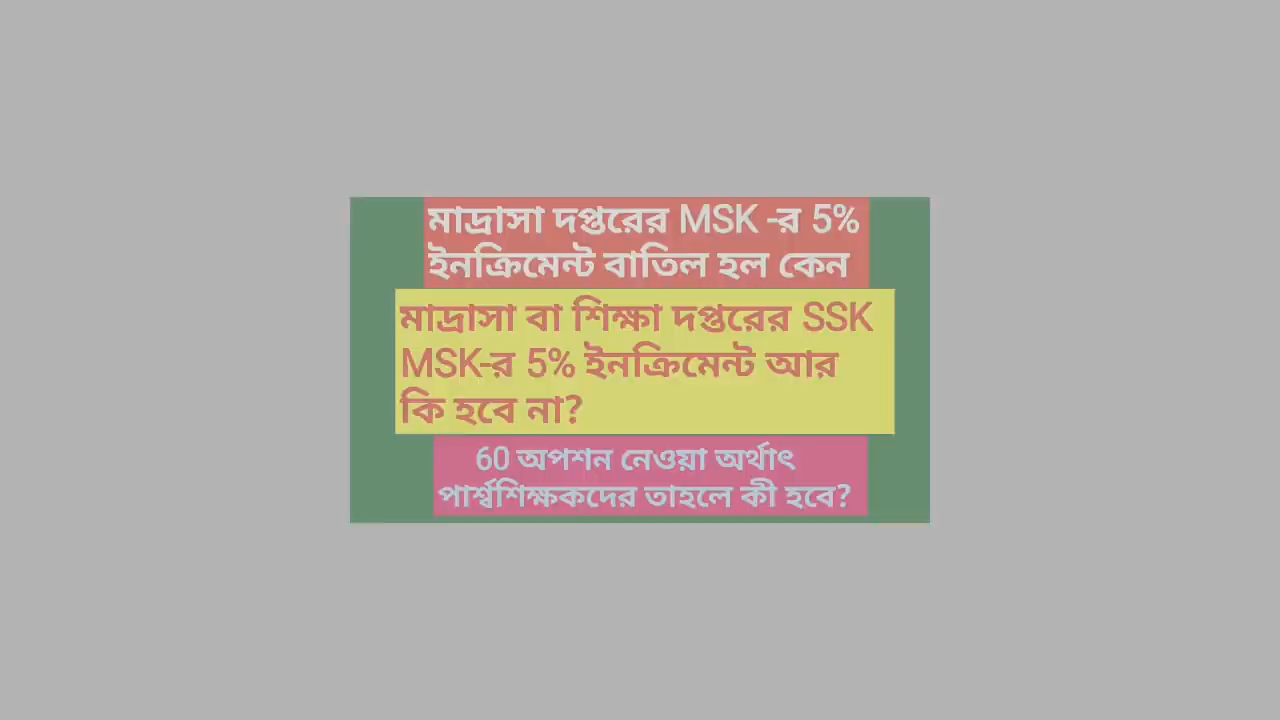 মাদ্রাসা দপ্তরের MSK -র 5%
ইনক্রিমেন্ট বাতিল হল কেন
মাদ্রাসা বা শিক্ষা দপ্তরের SSK
MSK-র 5% ইনক্রিমেন্ট আর
কি হবে না?
60 অপশন নেওয়া অর্থাৎ
পার্শ্বশিক্ষকদের তাহলে কী হবে?